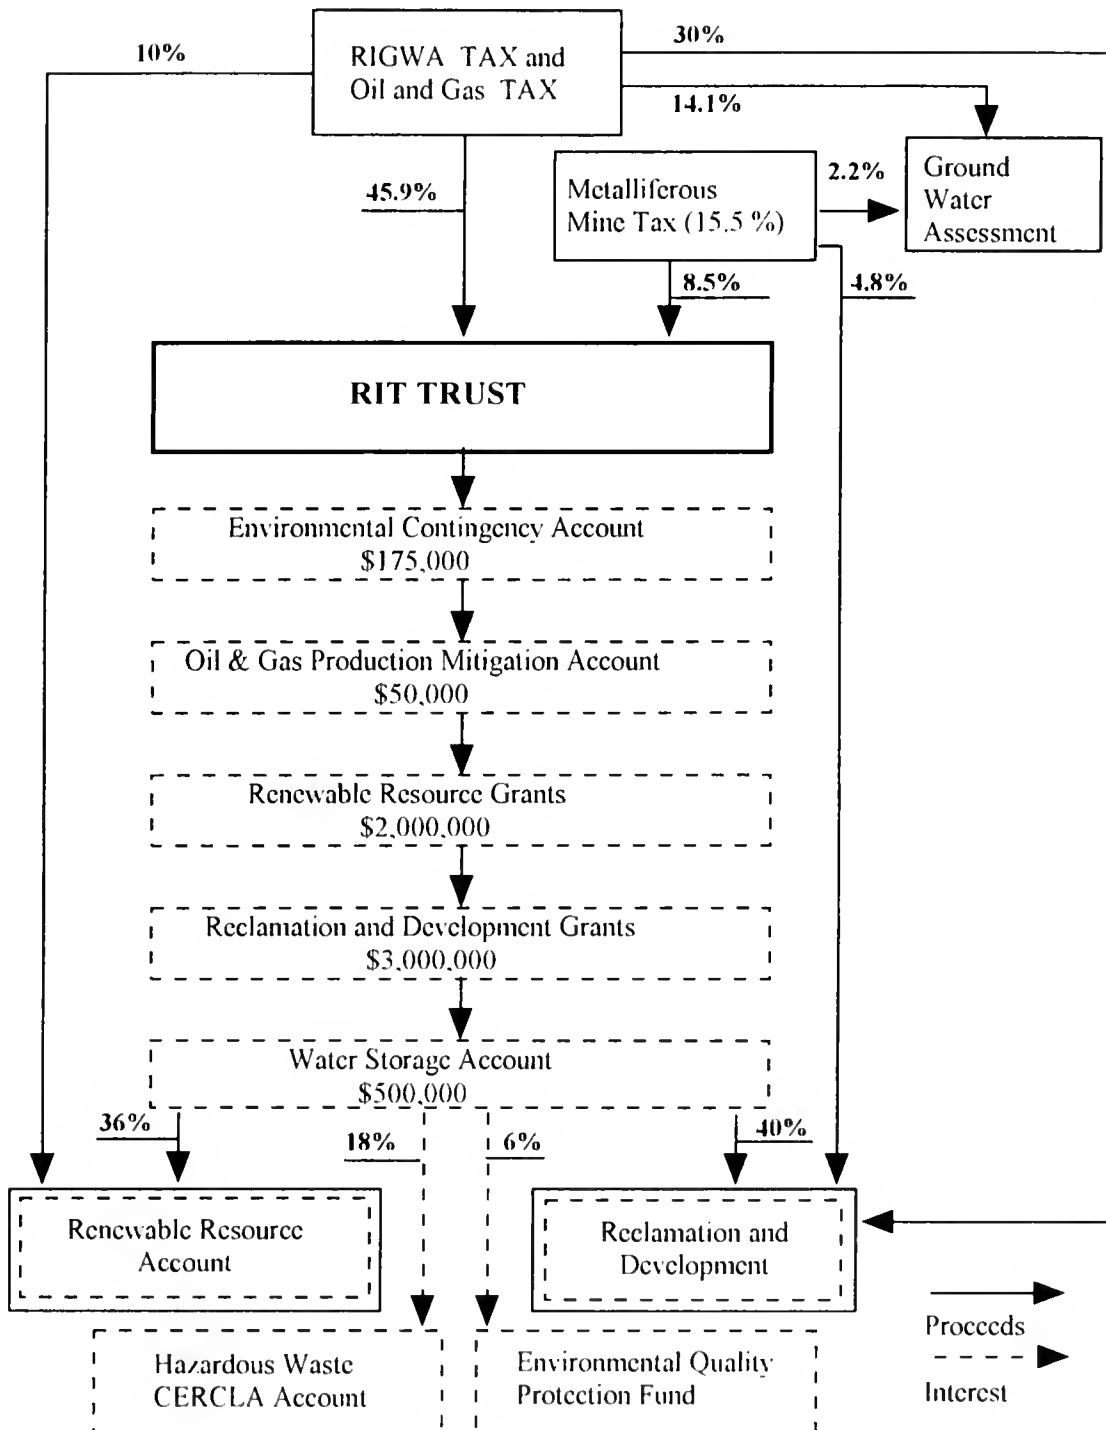 10%
RIGWA TAX and
Oil and Gas TAX
30%
14.1%
45.9%
Metalliferous
Mine Tax (15.5 %)
2.2%
Ground
Water
Assessment
8.5%
4.8%
RIT TRUST
Environmental Contingency Account
$175,000
Oil & Gas Production Mitigation Account
$50,000
Renewable Resource Grants
$2,000,000
Reclamation and Development Grants
$3,000,000
Water Storage Account
$500,000
36%
18%
6%
40%
Renewable Resource
Account
Reclamation and
Development
Proceeds
Interest
Hazardous Waste
CERCLA Account
Environmental Quality
Protection Fund